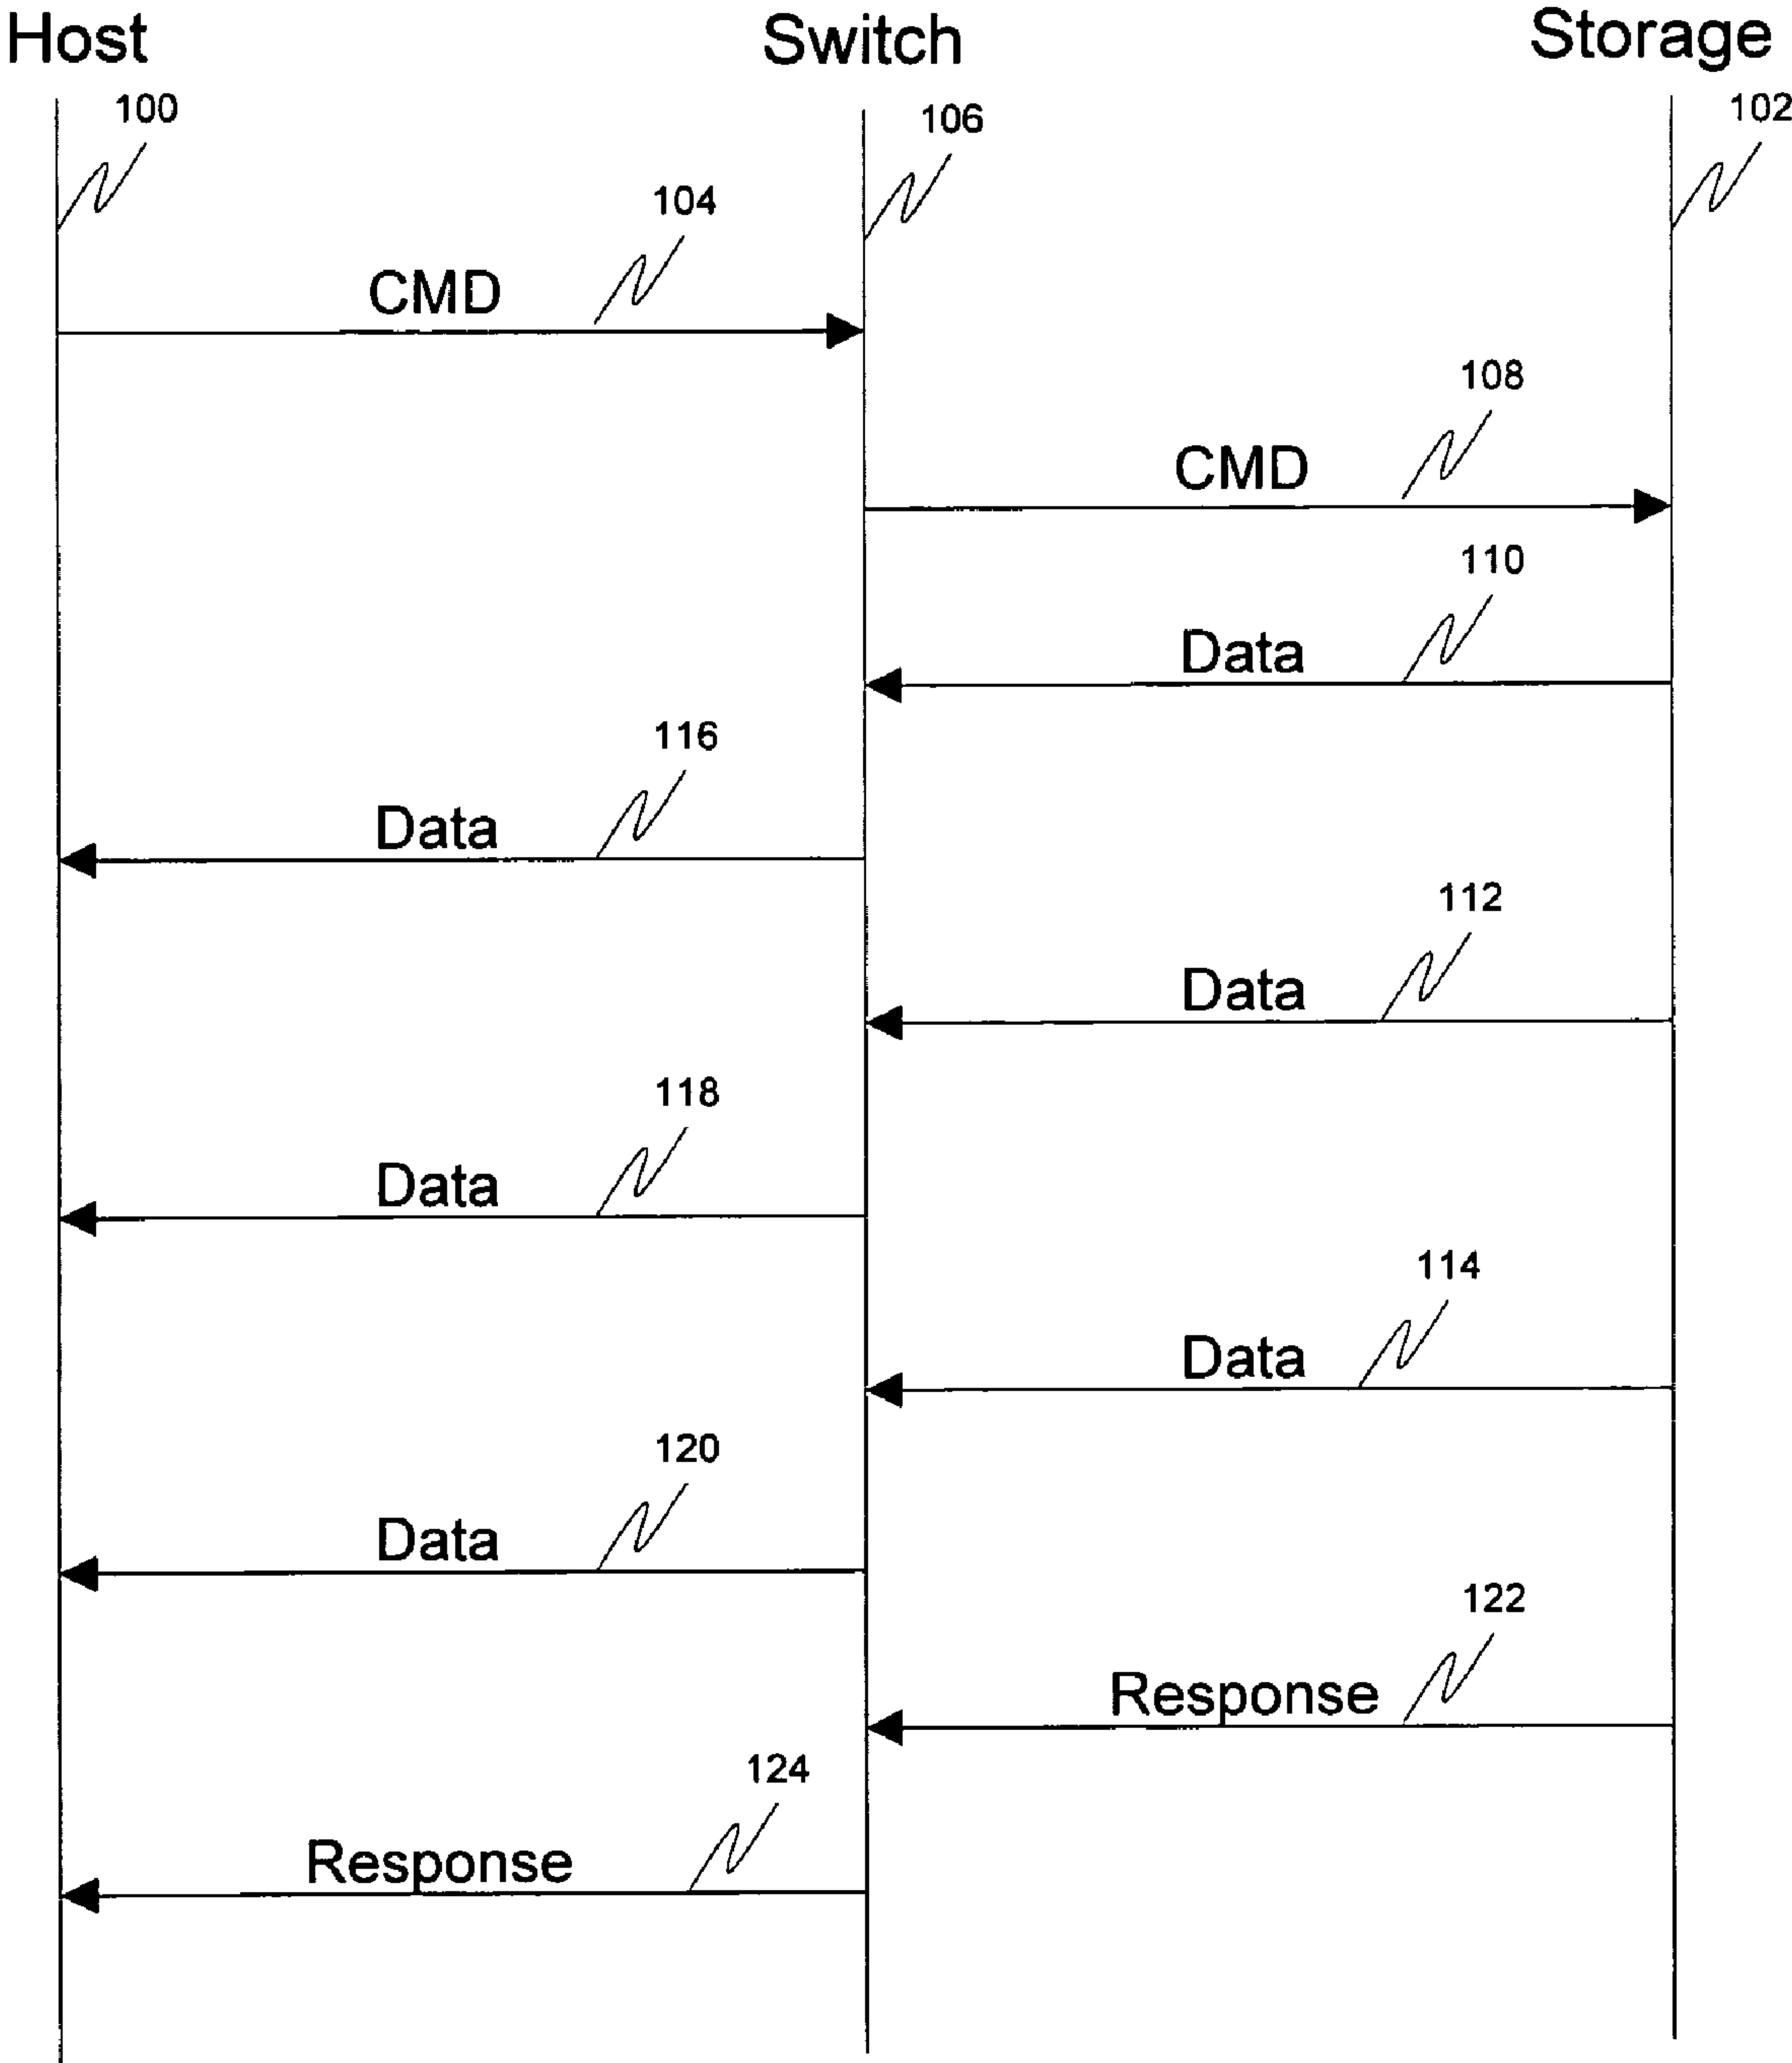 Host Switch Storage
100 106 102
104
CMD
108
CMD
110
Data
116
Data
112
Data
118
Data
114
Data
120
Data
122
Response
124
Response